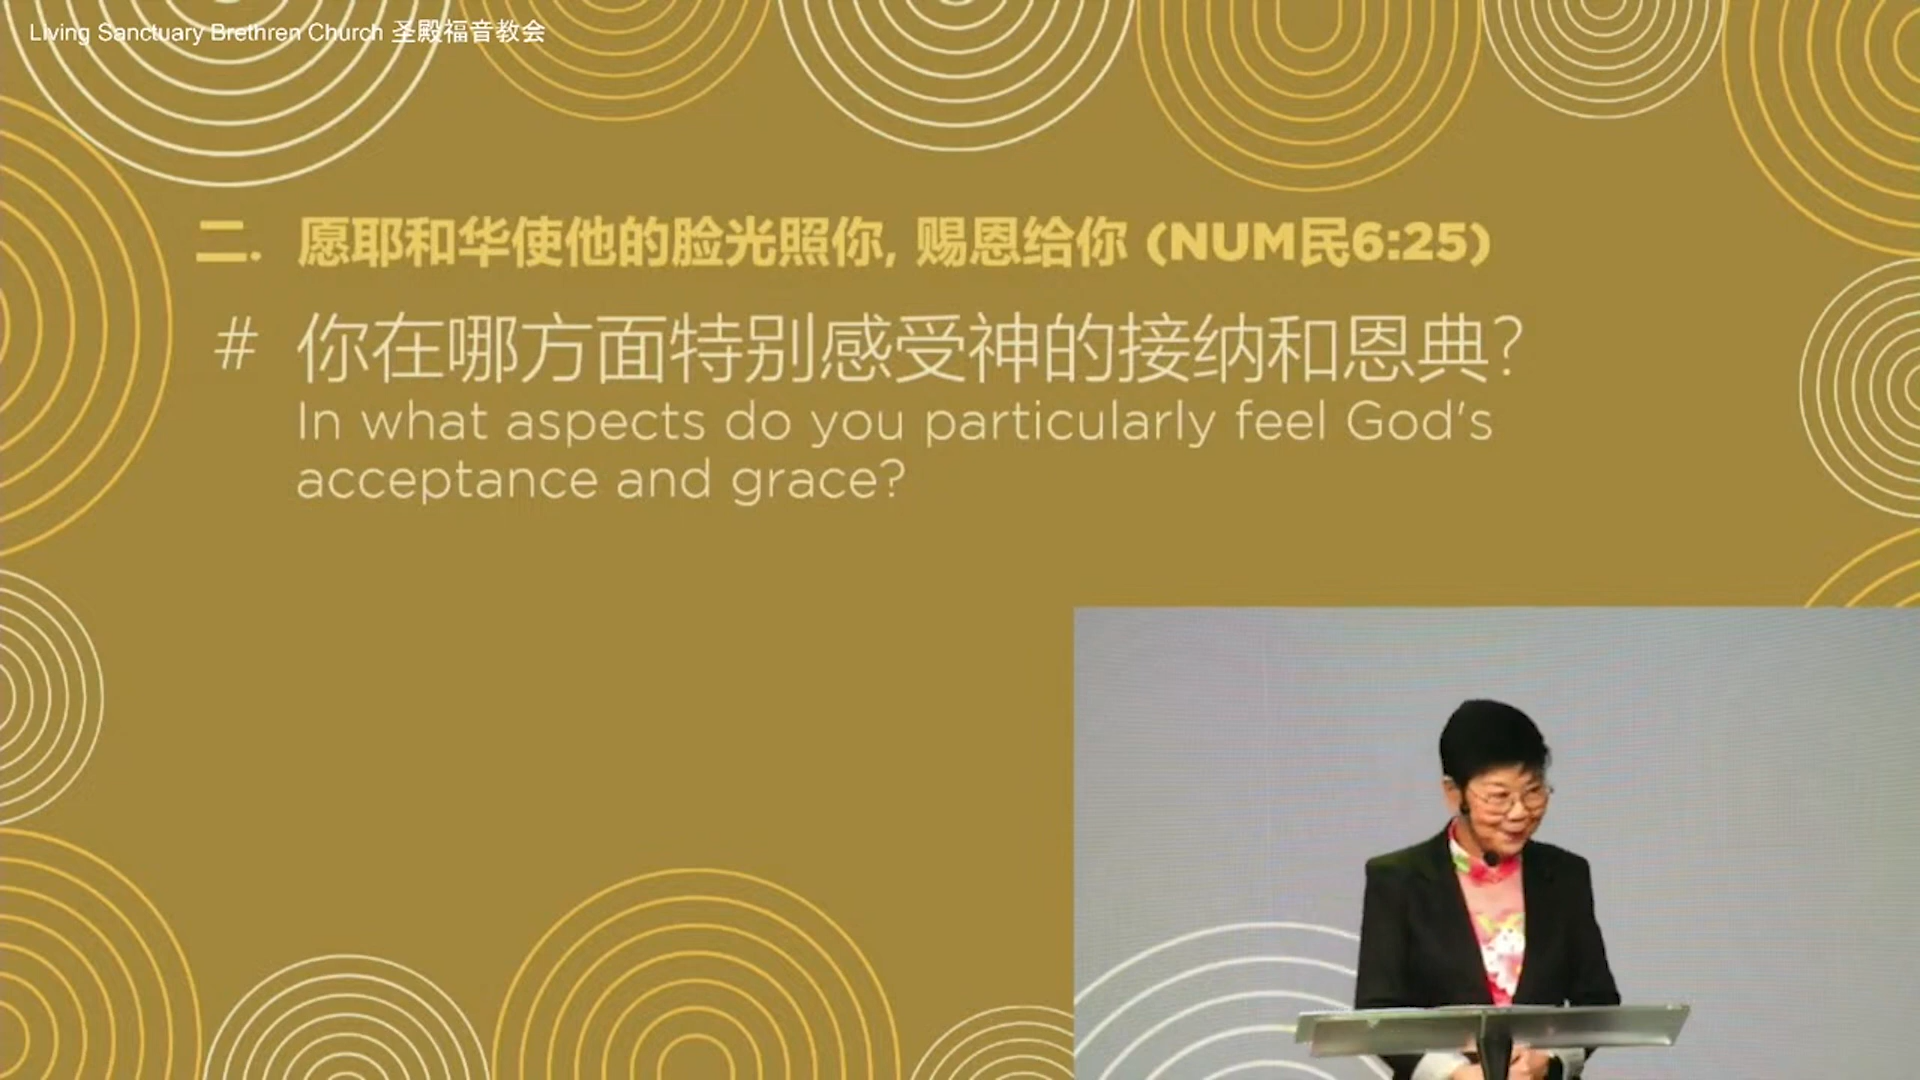 Living Sanctuary Brethren Church 圣殿福音教会
二. 愿耶和华使他的脸光照你, 赐恩给你 (NUM民6:25)
# 你在哪方面特别感受神的接纳和恩典?
In what aspects do you particularly feel God's
acceptance and grace?